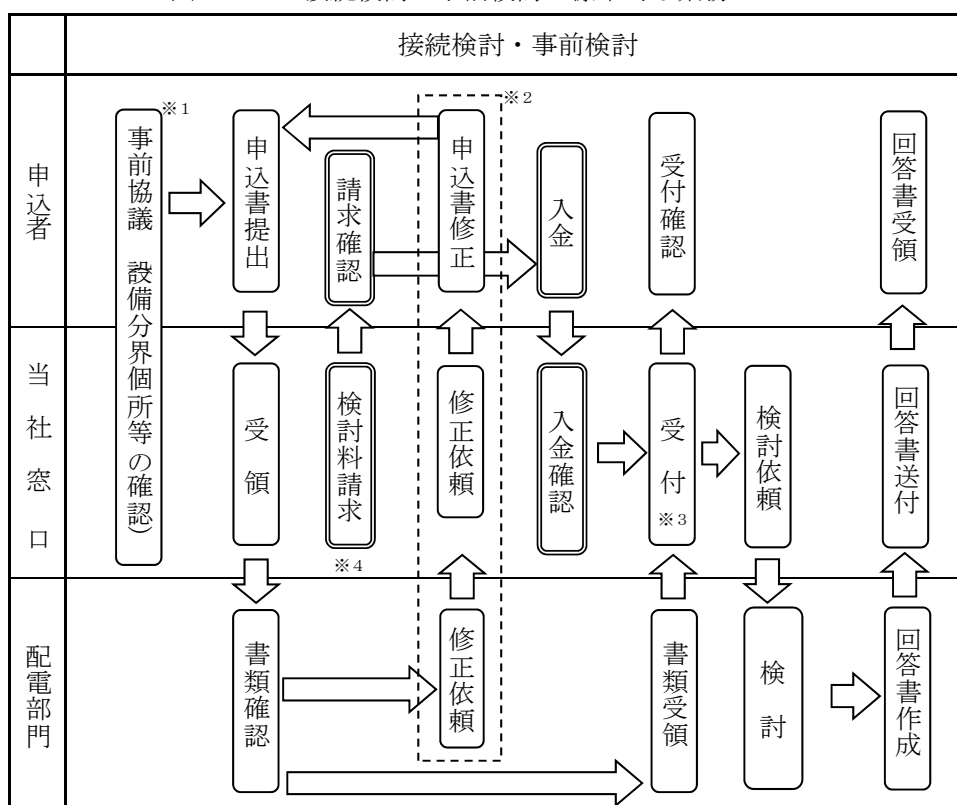 接続検討・事前検討
申込者
当社窓口
配電部門
※1
事前協議(設備分界個所等の確認)
申込書提出
請求確認
※2
申込書修正
入金
受付確認
回答書受領
受領
検討料請求
※4
修正依頼
入金確認
受付
※3
検討依頼
回答書送付
書類確認
修正依頼
書類受領
検討
回答書作成